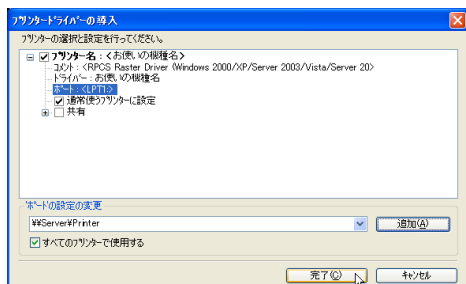 プリンタードライバーの導入
プリンターの選択と設定を行ってください。
プリンター名 : <お使いの機種名>
コメント : <RPCS Raster Driver (Windows 2000/XP/Server 2003/Vista/Server 20>
ドライバー : お使いの機種名
ポート : <LPT1:>
通常使うプリンターに設定
共有
ポートの設定の変更
¥¥Server¥Printer
追加(A)
すべてのプリンターで使用する
完了(C)
キャンセル